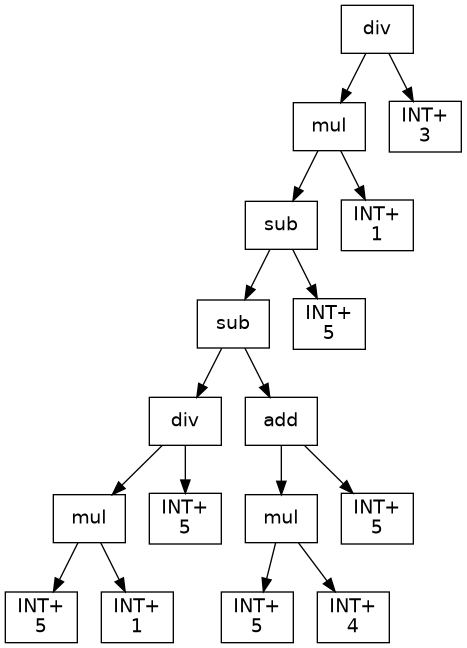 div
mul
INT+
3
sub
INT+
1
sub
INT+
5
div
add
mul
INT+
5
mul
INT+
5
INT+
5
INT+
1
INT+
5
INT+
4